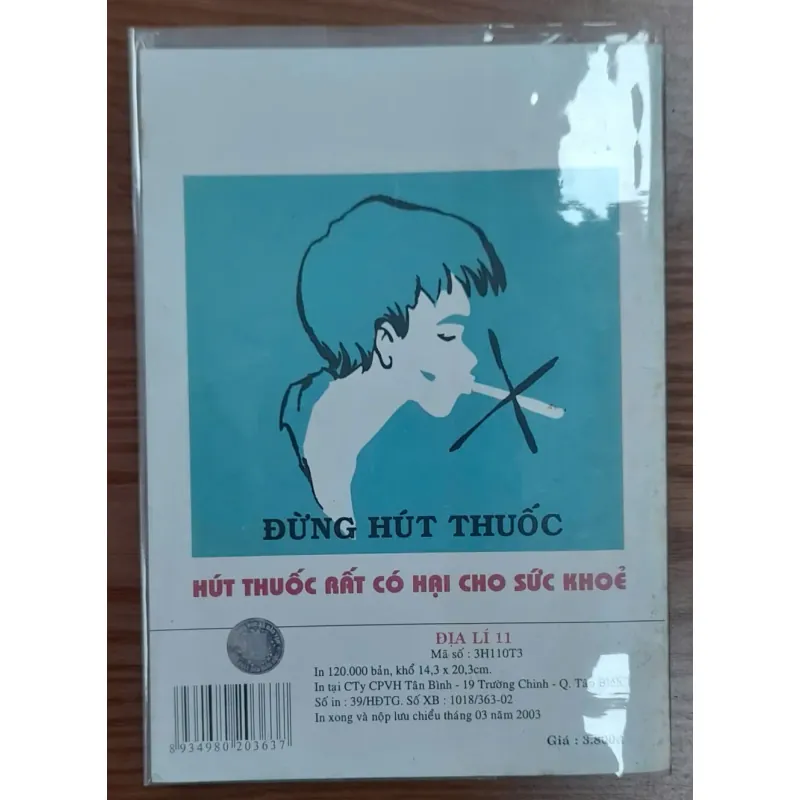 ĐỪNG HÚT THUỐC
HÚT THUỐC RẤT CÓ HẠI CHO SỨC KHOẺ
ĐỊA LÍ 11
Mã số : 3H110T3
In 120.000 bản, khổ 14,3 x 20,3cm.
In tại CTy CPVH Tân Bình - 19 Trường Chinh - Q. Tân
Số in : 39/HĐTG. Số XB : 1018/363-02
In xong và nộp lưu chiểu tháng 03 năm 2003
Giá :
8 934980 203637